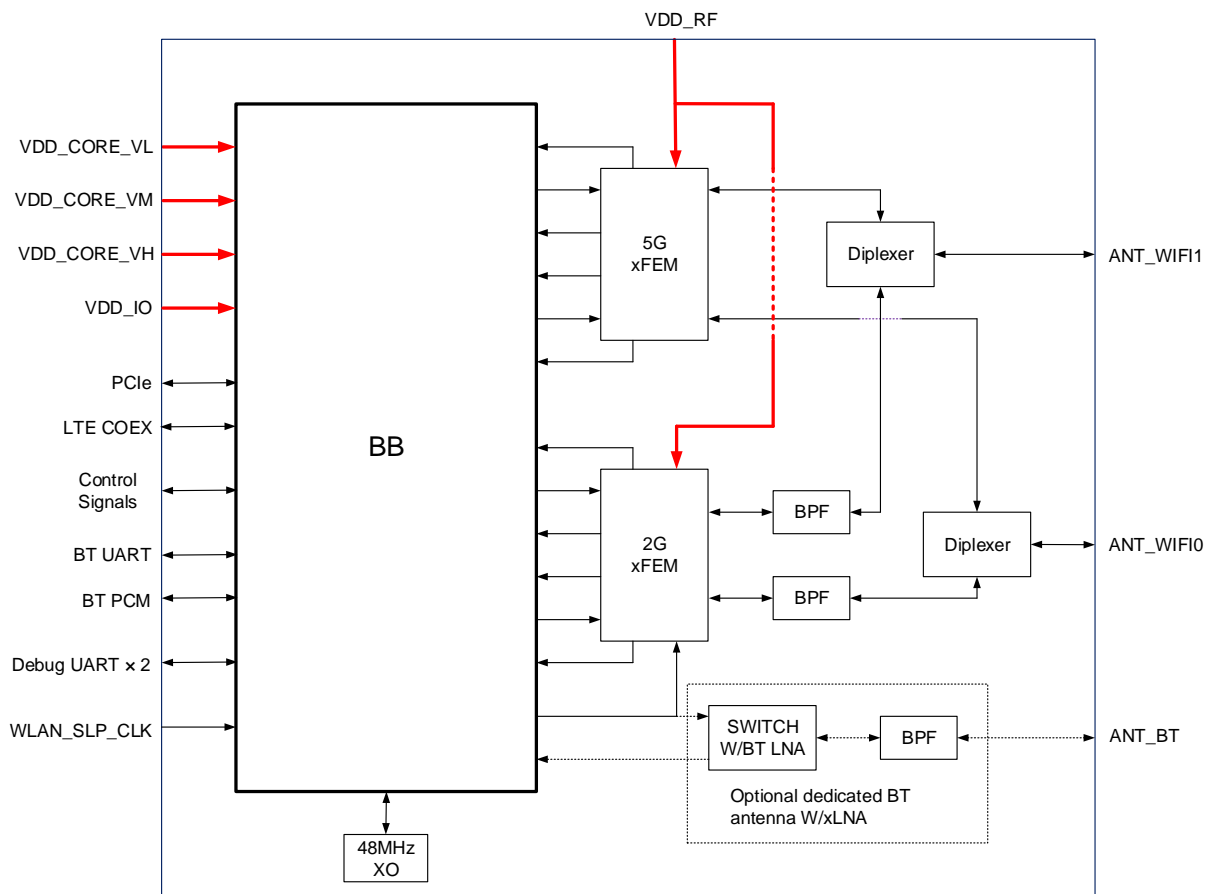 VDD_RF
VDD_CORE_VL
VDD_CORE_VM
VDD_CORE_VH
VDD_IO
PCIe
LTE COEX
Control
Signals
BT UART
BT PCM
Debug UART × 2
WLAN_SLP_CLK
BB
48MHz
XO
5G
xFEM
2G
xFEM
Diplexer
ANT_WIFI1
BPF
BPF
Diplexer
ANT_WIFI0
SWITCH
W/BT LNA
BPF
ANT_BT
Optional dedicated BT
antenna W/xLNA